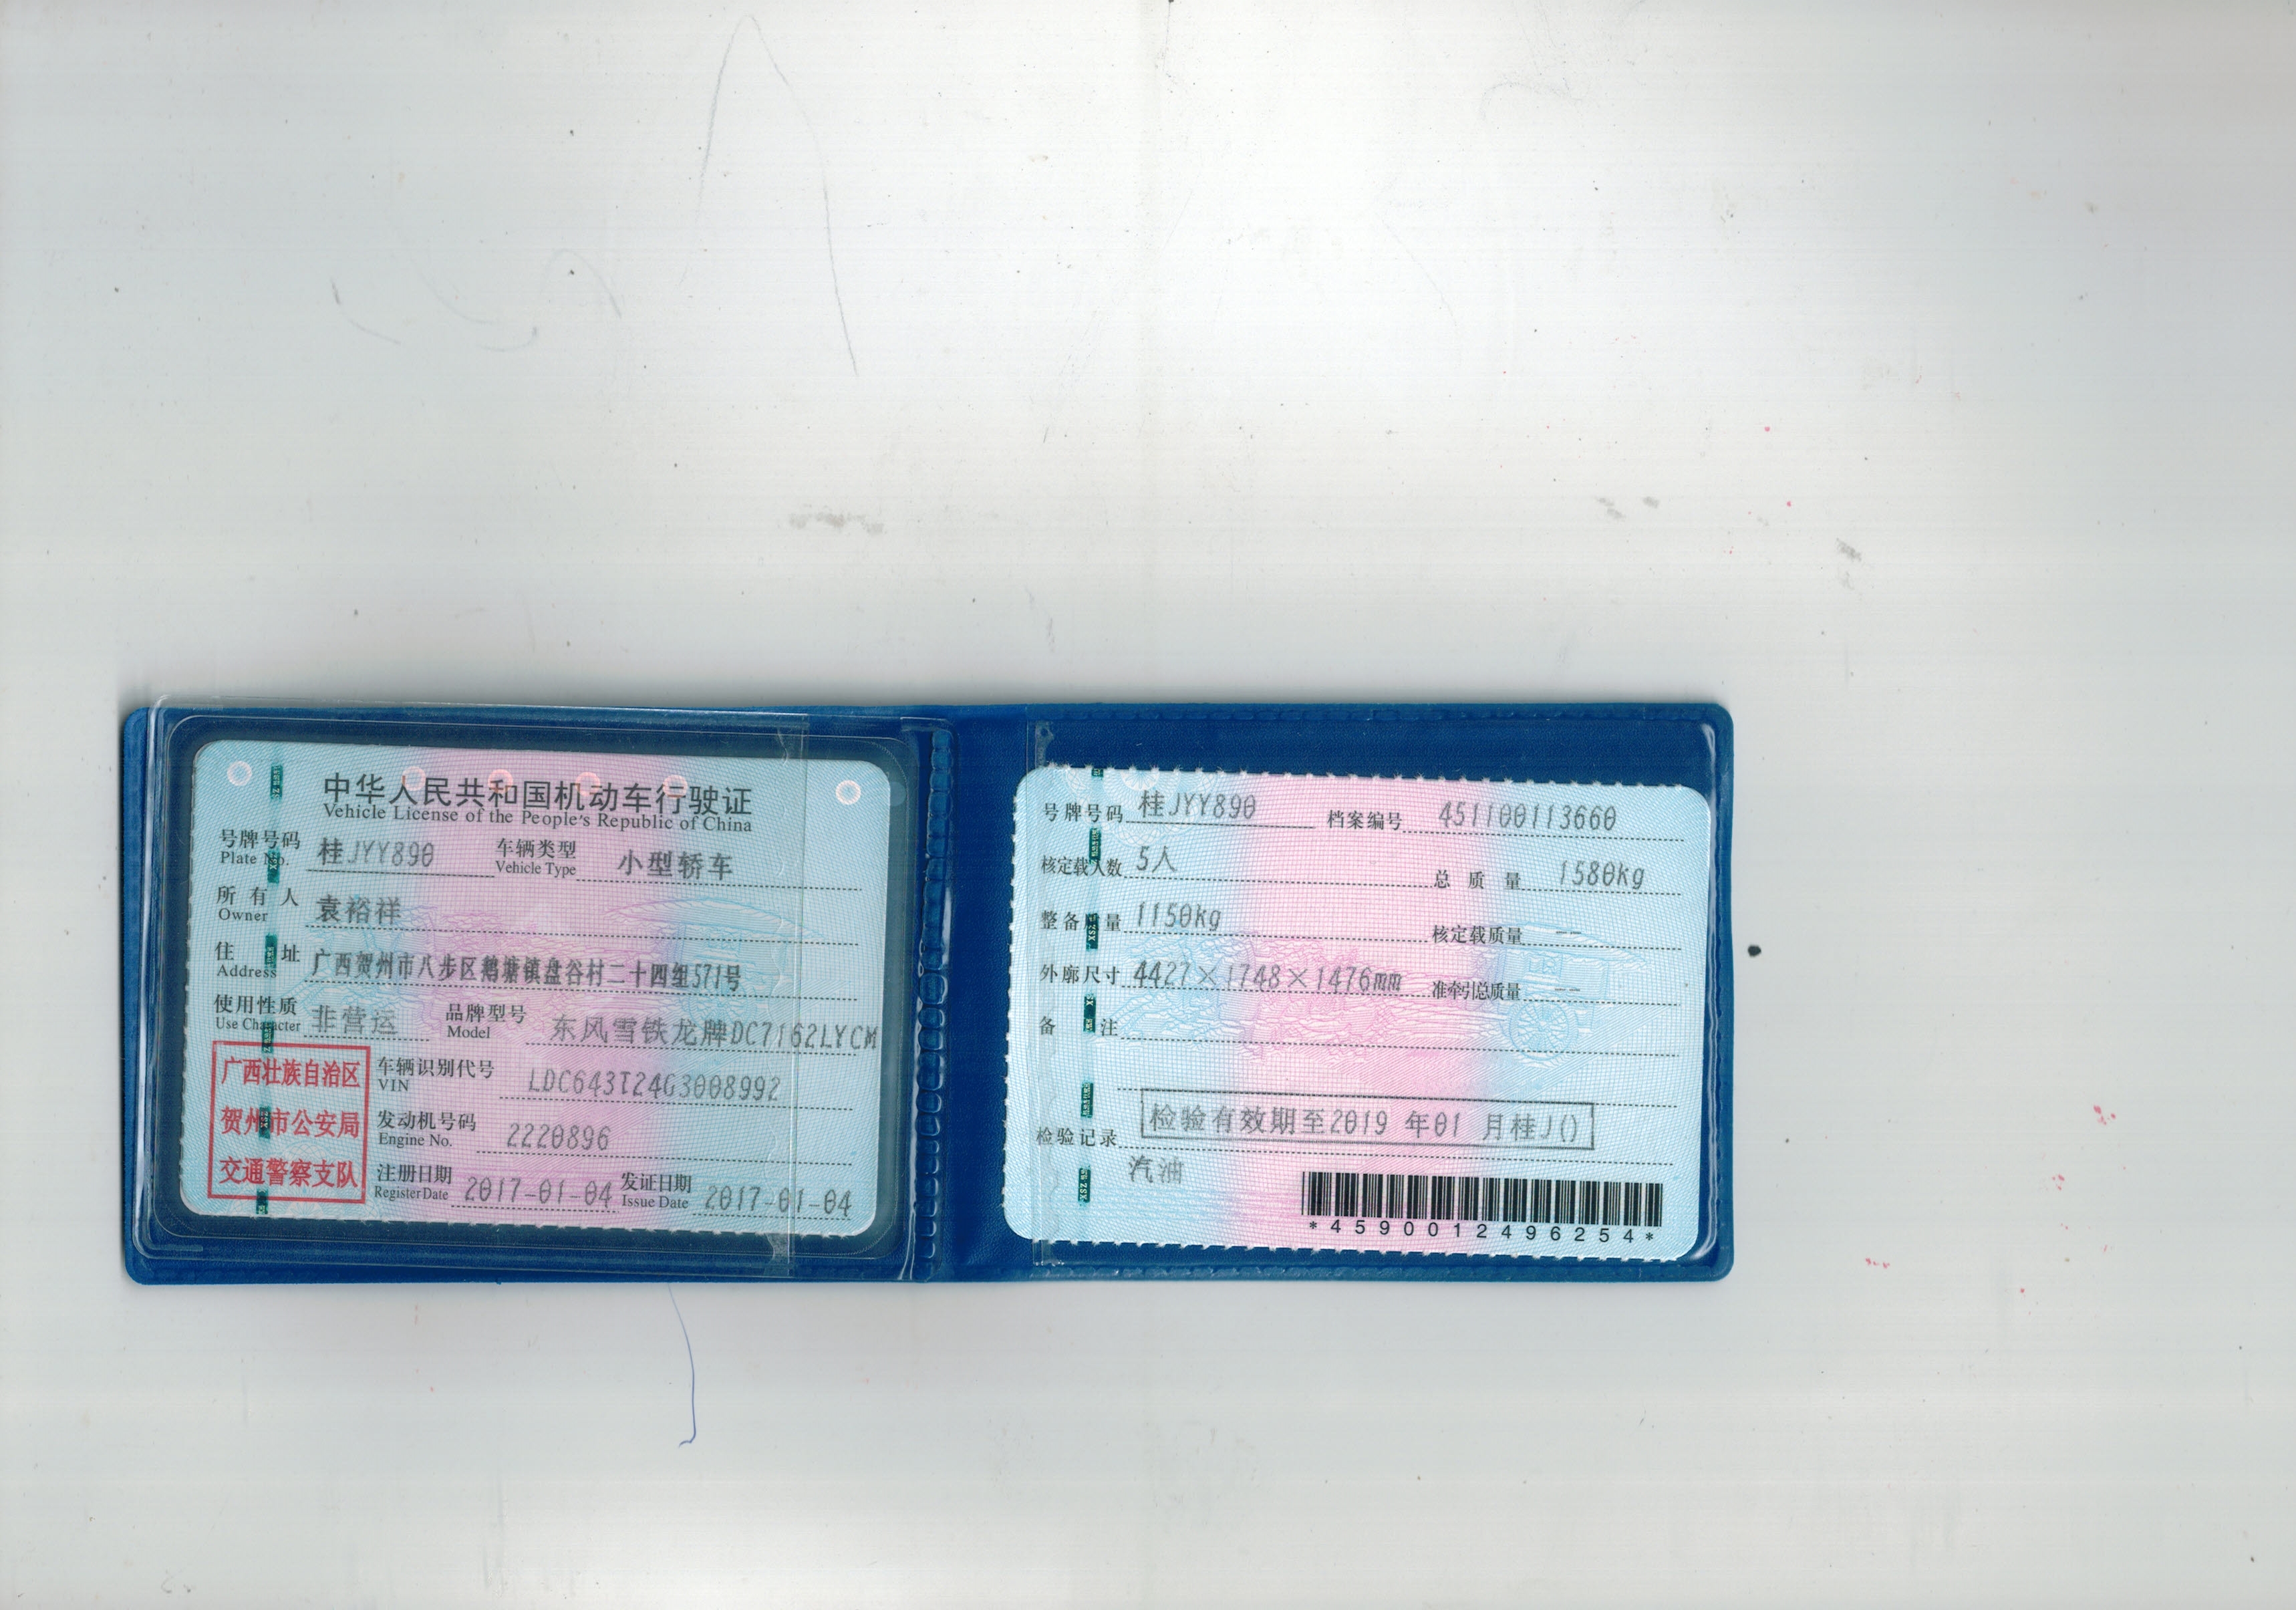 中华人民共和国机动车行驶证
Vehicle License of the People's Republic of China
号牌号码 桂JYY890 车辆类型 小型轿车
Plate No. Vehicle Type
所有人 袁裕祥
Owner
住址 广西贺州市八步区鹅塘镇盘谷村二十四组571号
Address
使用性质 非营运 品牌型号 东风雪铁龙牌DC7162LYCM
Use Character Model
广西壮族自治区
贺州市公安局
交通警察支队
车辆识别代号 LDC643T24G3008992
VIN
发动机号码 2220896
Engine No.
注册日期 2017-01-04 发证日期 2017-01-04
Register Date Issue Date
号牌号码 桂JYY890 档案编号 451100113660
核定载人数 5人 总质量 1580kg
整备质量 1150kg 核定载质量 --
外廓尺寸 4427×1748×1476mm 准牵引总质量 --
备注
检验记录 检验有效期至2019 年01 月桂J()
汽油
*4590012496254*